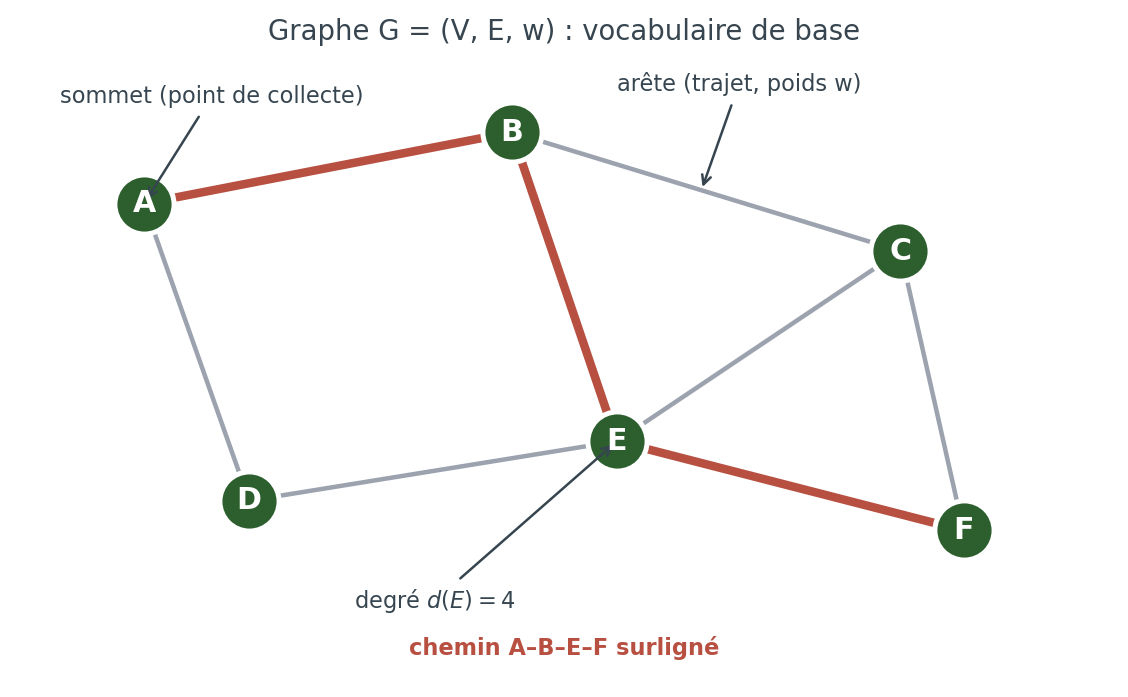 Graphe G = (V, E, w) : vocabulaire de base
arête (trajet, poids w)
sommet (point de collecte)
B
A
C
E
D
F
degré d(E) = 4
chemin A–B–E–F surligné